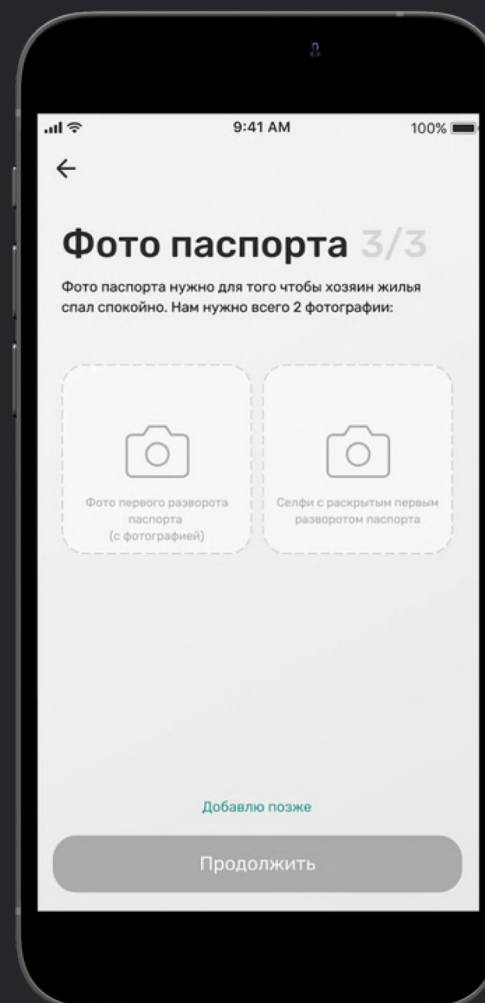 9:41 AM 100%
Фото паспорта 3/3
Фото паспорта нужно для того чтобы хозяин жилья
спал спокойно. Нам нужно всего 2 фотографии:
Фото первого разворота
паспорта
(с фотографией)
Селфи с раскрытым первым
разворотом паспорта
Добавлю позже
Продолжить